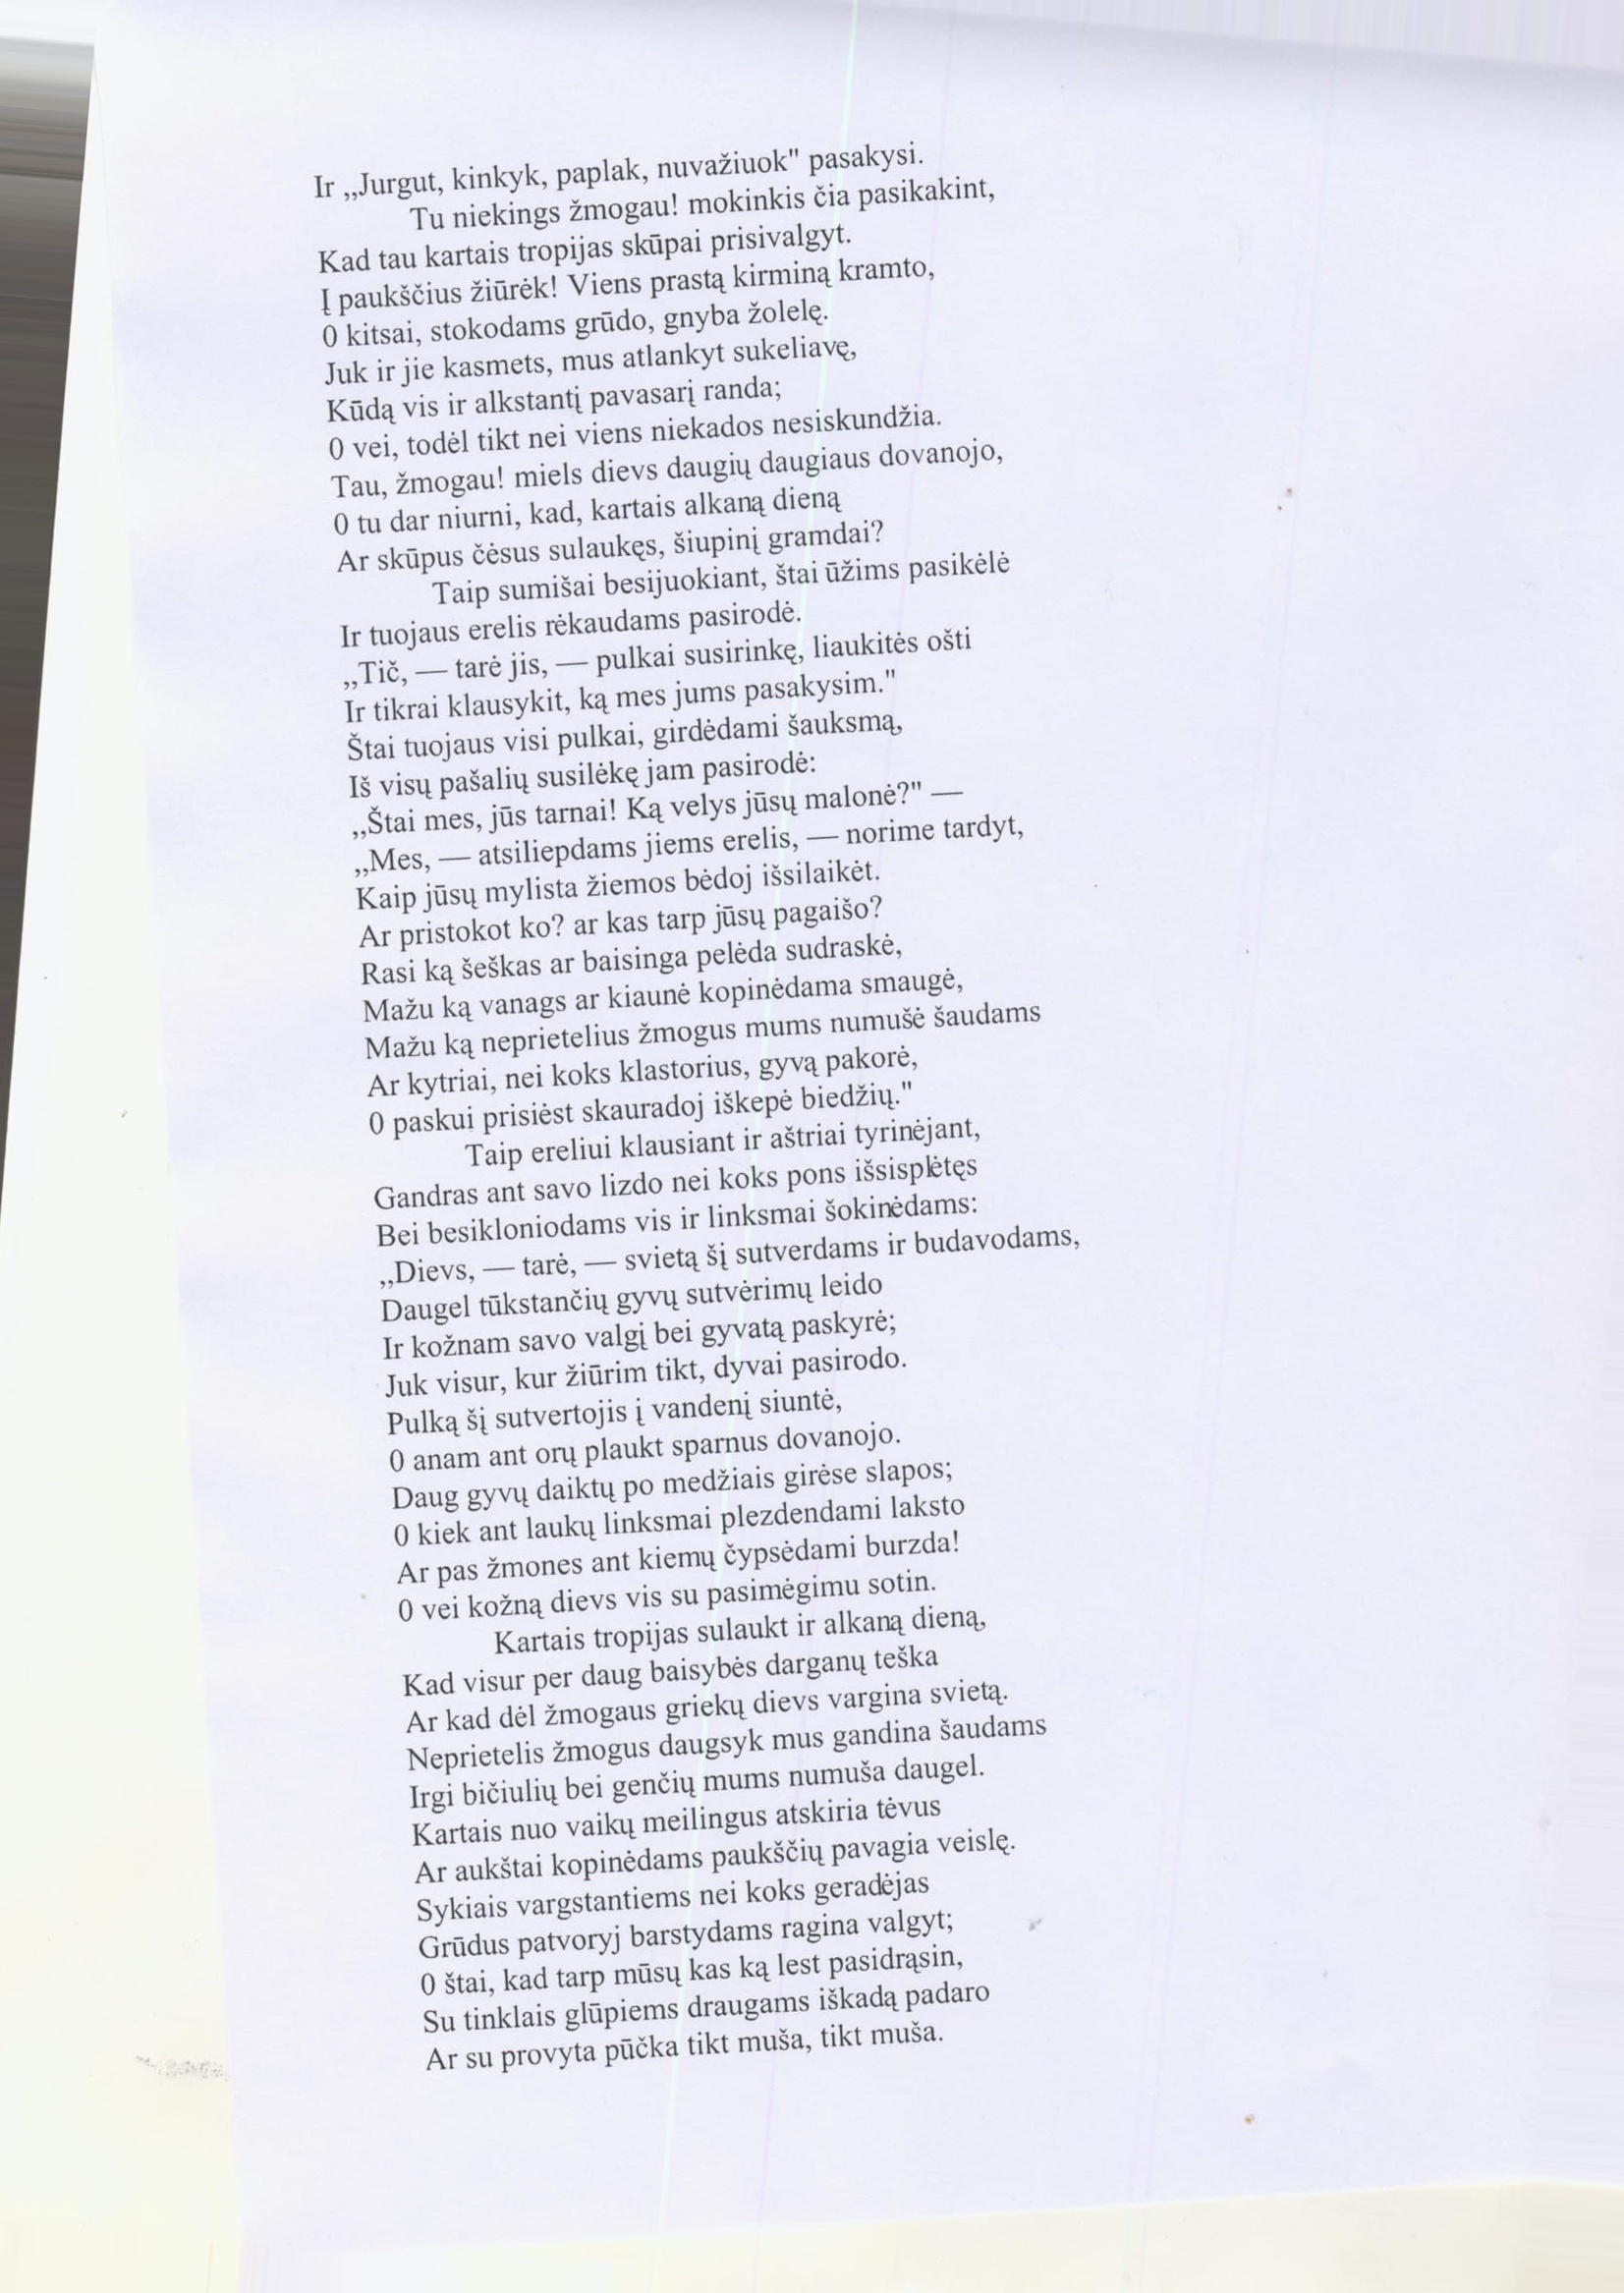 Ir ,,Jurgut, kinkyk, paplak, nuvažiuok" pasakysi.
Tu niekings žmogau! mokinkis čia pasikakint,
Kad tau kartais tropijas skūpai prisivalgyt.
Į paukščius žiūrėk! Viens prastą kirminą kramto,
0 kitsai, stokodams grūdo, gnyba žolelę.
Juk ir jie kasmets, mus atlankyt sukeliavę,
Kūdą vis ir alkstantį pavasarį randa;
0 vei, todėl tikt nei viens niekados nesiskundžia.
Tau, žmogau! miels dievs daugių daugiaus dovanojo,
0 tu dar niurni, kad, kartais alkaną dieną
Ar skūpus čėsus sulaukęs, šiupinį gramdai?
Taip sumišai besijuokiant, štai ūžims pasikėlė
Ir tuojaus erelis rėkaudams pasirodė.
,,Tič, — tarė jis, — pulkai susirinkę, liaukitės ošti
Ir tikrai klausykit, ką mes jums pasakysim."
Štai tuojaus visi pulkai, girdėdami šauksmą,
Iš visų pašalių susilėkę jam pasirodė:
,,Štai mes, jūs tarnai! Ką velys jūsų malonė?" —
,,Mes, — atsiliepdams jiems erelis, — norime tardyt,
Kaip jūsų mylista žiemos bėdoj išsilaikėt.
Ar pristokot ko? ar kas tarp jūsų pagaišo?
Rasi ką šeškas ar baisinga pelėda sudraskė,
Mažu ką vanags ar kiaunė kopinėdama smaugė,
Mažu ką neprietelius žmogus mums numušė šaudams
Ar kytriai, nei koks klastorius, gyvą pakorė,
0 paskui prisiėst skauradoj iškepė biedžių."
Taip ereliui klausiant ir aštriai tyrinėjant,
Gandras ant savo lizdo nei koks pons išsisplėtęs
Bei besikloniodams vis ir linksmai šokinėdams:
,,Dievs, — tarė, — svietą šį sutverdams ir budavodams,
Daugel tūkstančių gyvų sutvėrimų leido
Ir kožnam savo valgį bei gyvatą paskyrė;
Juk visur, kur žiūrim tikt, dyvai pasirodo.
Pulką šį sutvertojis į vandenį siuntė,
0 anam ant orų plaukt sparnus dovanojo.
Daug gyvų daiktų po medžiais girėse slapos;
0 kiek ant laukų linksmai plezdendami laksto
Ar pas žmones ant kiemų čypsėdami burzda!
0 vei kožną dievs vis su pasimėgimu sotin.
Kartais tropijas sulaukt ir alkaną dieną,
Kad visur per daug baisybės darganų teška
Ar kad dėl žmogaus griekų dievs vargina svietą.
Neprietelis žmogus daugsyk mus gandina šaudams
Irgi bičiulių bei genčių mums numuša daugel.
Kartais nuo vaikų meilingus atskiria tėvus
Ar aukštai kopinėdams paukščių pavagia veislę.
Sykiais vargstantiems nei koks geradėjas
Grūdus patvoryj barstydams ragina valgyt;
0 štai, kad tarp mūsų kas ką lest pasidrąsin,
Su tinklais glūpiems draugams iškadą padaro
Ar su provyta pūčka tikt muša, tikt muša.